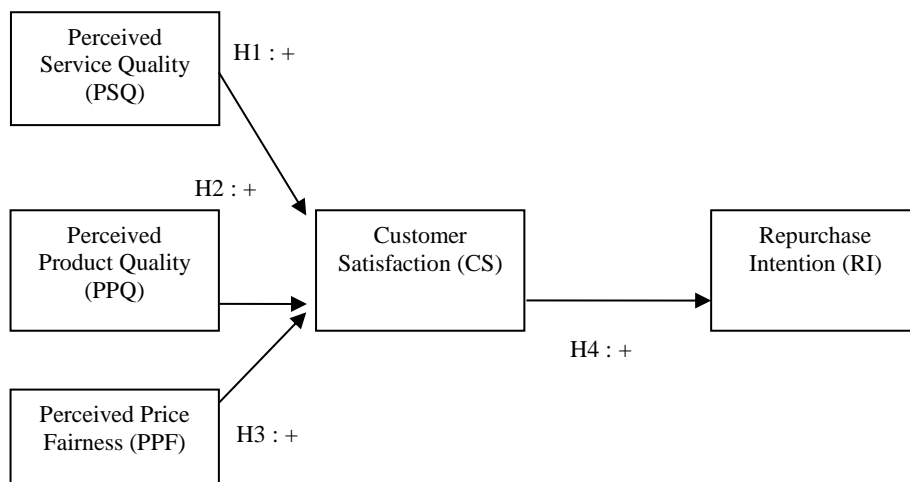 Perceived
Service Quality
(PSQ)
H1 : +
H2 : +
Perceived
Product Quality
(PPQ)
Customer
Satisfaction (CS)
Repurchase
Intention (RI)
H4 : +
Perceived Price
Fairness (PPF)
H3 : +